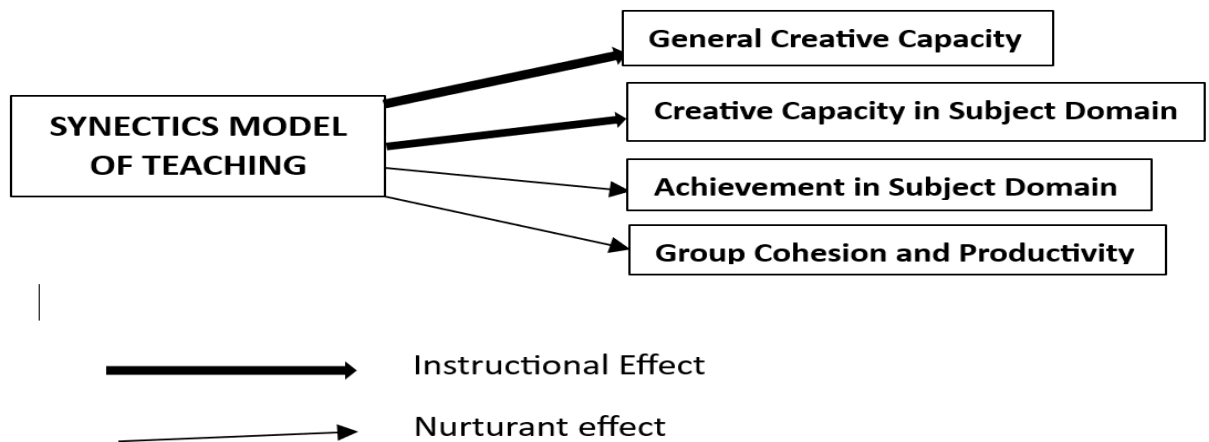 General Creative Capacity
SYNECTICS MODEL
OF TEACHING
Creative Capacity in Subject Domain
Achievement in Subject Domain
Group Cohesion and Productivity
Instructional Effect
Nurturant effect